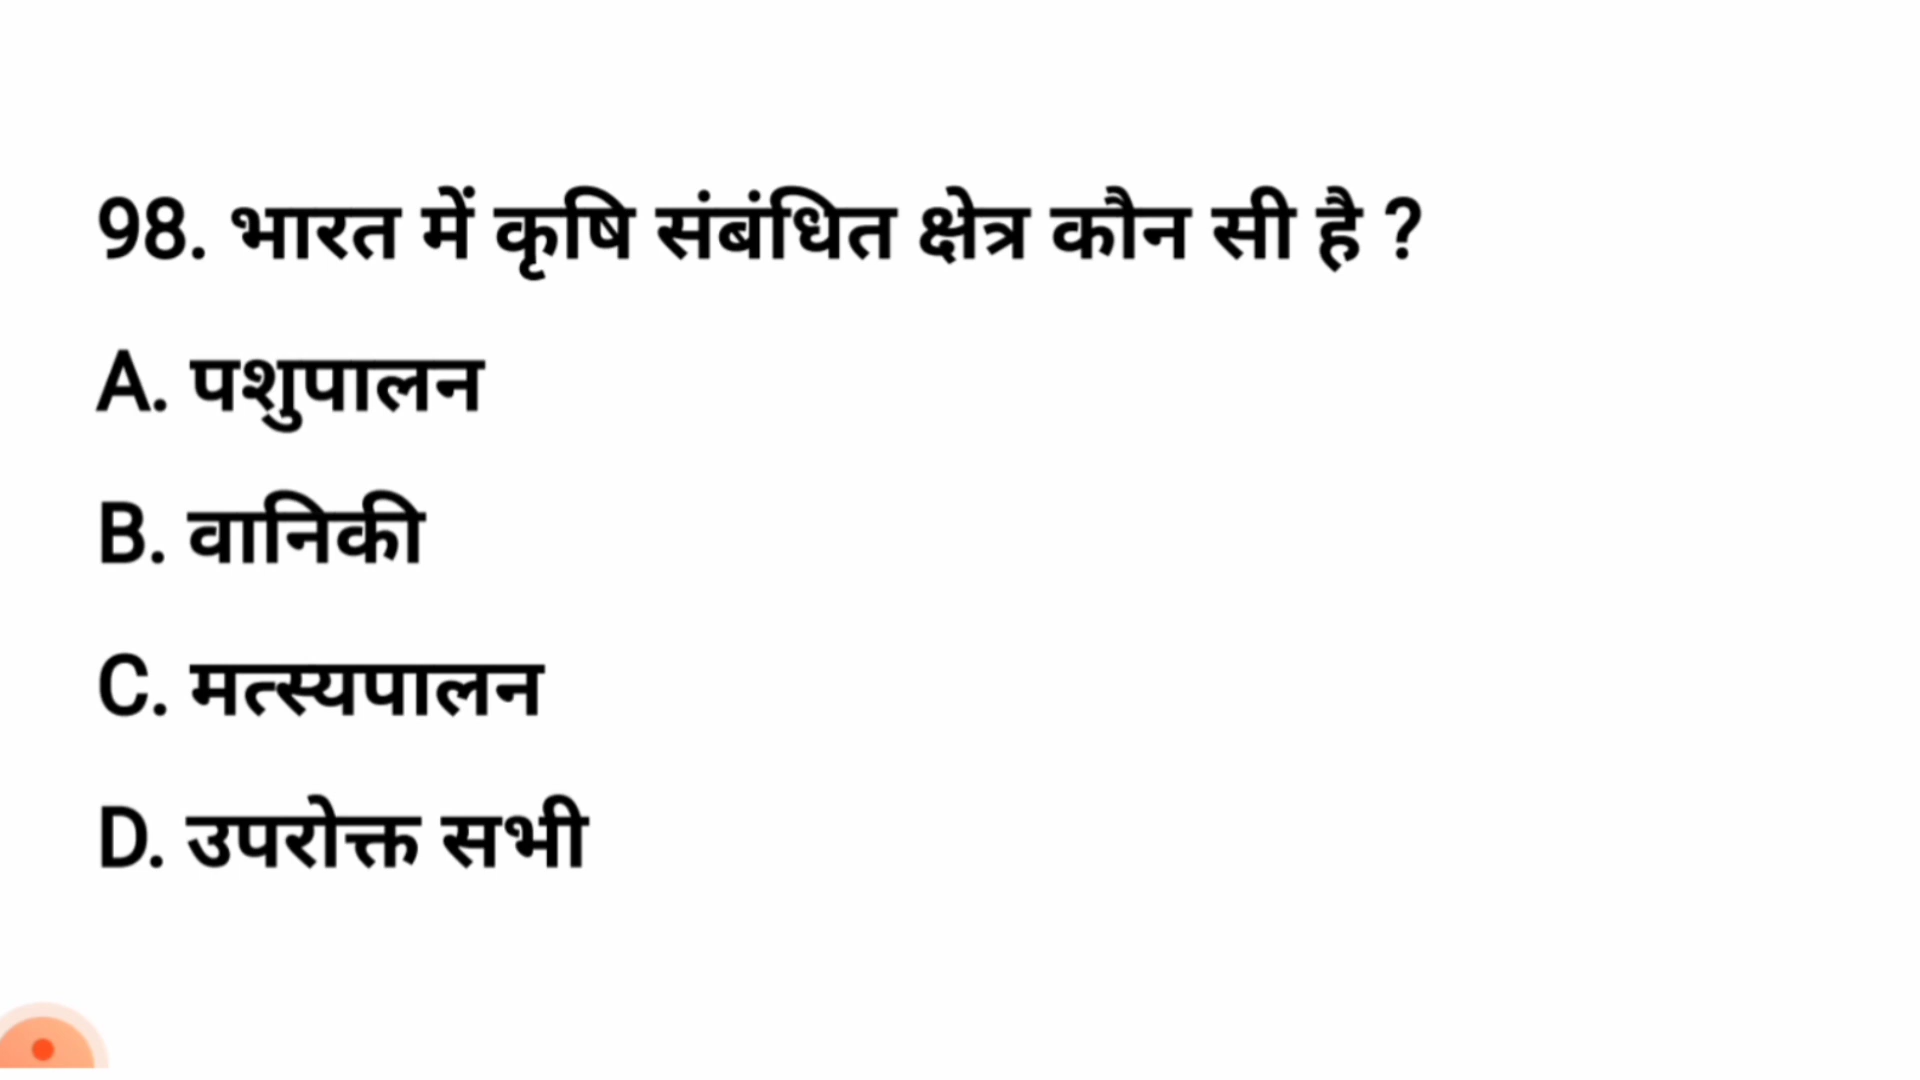 98. भारत में कृषि संबंधित क्षेत्र कौन सी है ?
A. पशुपालन
B. वानिकी
C. मत्स्यपालन
D. उपरोक्त सभी